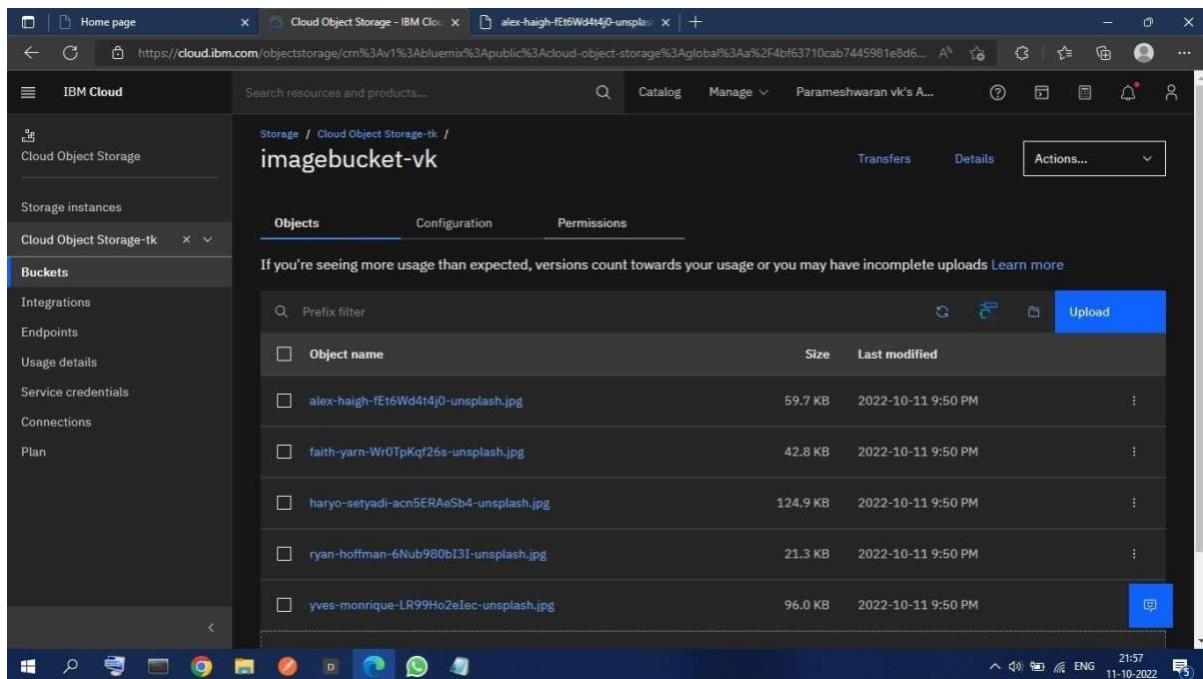 Home page
Cloud Object Storage - IBM Clou
alex-haigh-fEt6Wd4t4j0-unsplas
https://cloud.ibm.com/objectstorage/crn%3Av1%3Abluemix%3Apublic%3Acloud-object-storage%3Aglobal%3Aa%2F4bf63710cab7445981e8d6...
IBM Cloud
Search resources and products...
Catalog
Manage
Parameshwaran vk's A...
Cloud Object Storage
Storage instances
Cloud Object Storage-tk
Buckets
Integrations
Endpoints
Usage details
Service credentials
Connections
Plan
Storage / Cloud Object Storage-tk /
imagebucket-vk
Transfers
Details
Actions...
Objects
Configuration
Permissions
If you're seeing more usage than expected, versions count towards your usage or you may have incomplete uploads Learn more
Prefix filter
Upload
Object name Size Last modified
alex-haigh-fEt6Wd4t4j0-unsplash.jpg 59.7 KB 2022-10-11 9:50 PM
faith-yarn-Wr0TpKqf26s-unsplash.jpg 42.8 KB 2022-10-11 9:50 PM
haryo-setyadi-acn5ERAeSb4-unsplash.jpg 124.9 KB 2022-10-11 9:50 PM
ryan-hoffman-6Nub980bI3I-unsplash.jpg 21.3 KB 2022-10-11 9:50 PM
yves-monrique-LR99Ho2eIec-unsplash.jpg 96.0 KB 2022-10-11 9:50 PM
D
ENG
21:57
11-10-2022
5